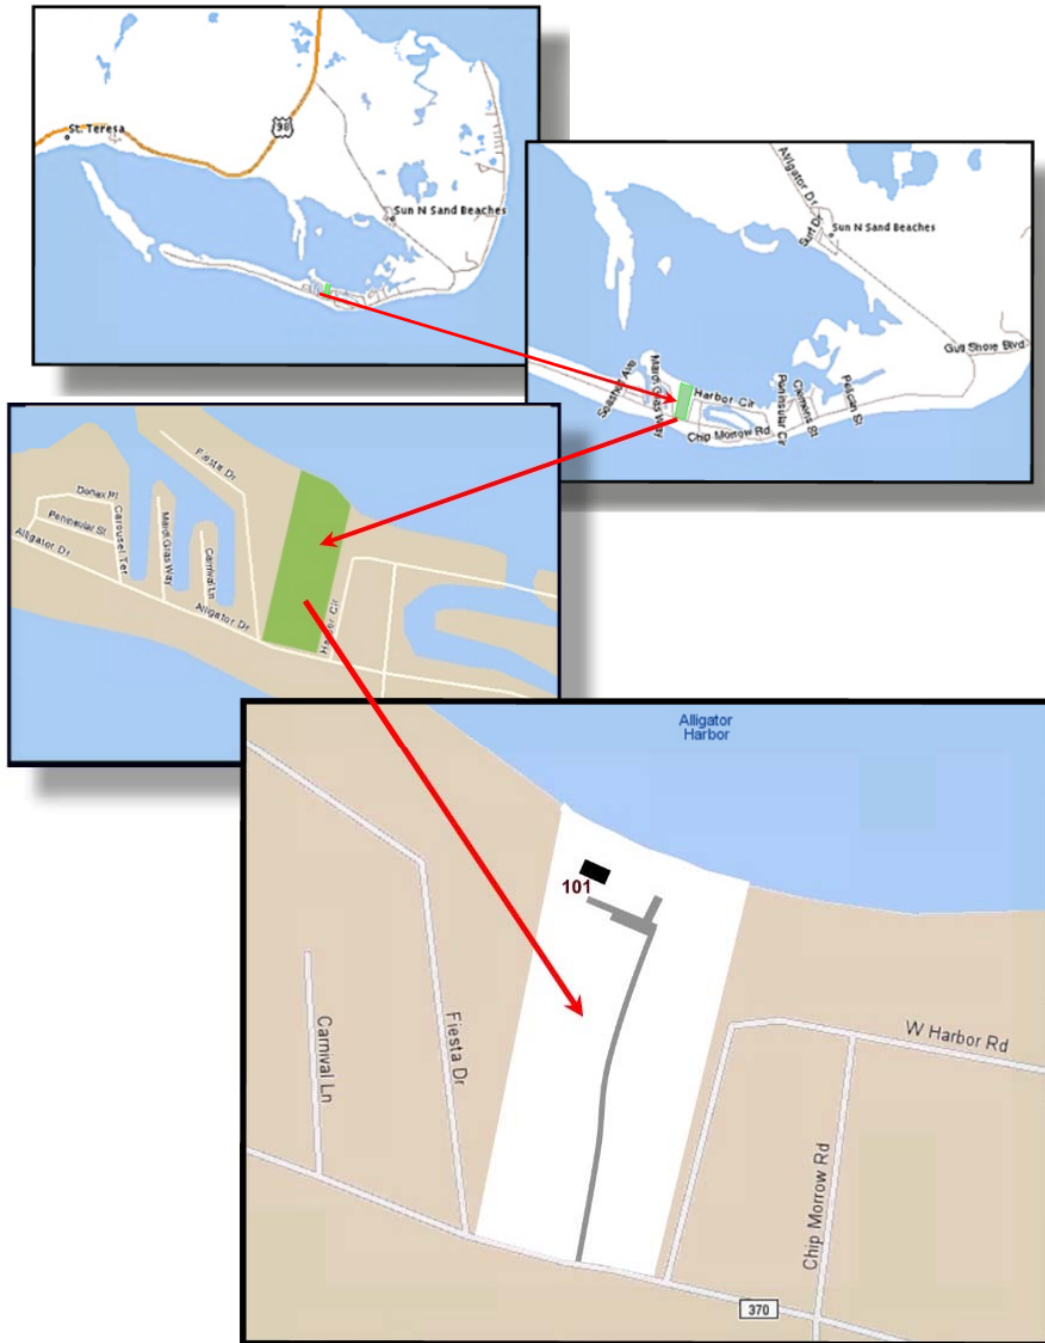 St. Teresa
98
Sun N Sand Beaches
Alligator Dr
Surf Dr
Sun N Sand Beaches
Gulf Shore Blvd
Seashor Ave
Mardi Gras Way
Harbor Cir
Peninsular Cir
Clemens St
Pelican St
Chip Morrow Rd
Fiesta Dr
Donax Pl
Peninsular St
Carousel Ter
Mardi Gras Way
Carnival Ln
Alligator Dr
Alligator Dr
Harbor Cir
Alligator
Harbor
101
Carnival Ln
Fiesta Dr
W Harbor Rd
Chip Morrow Rd
370